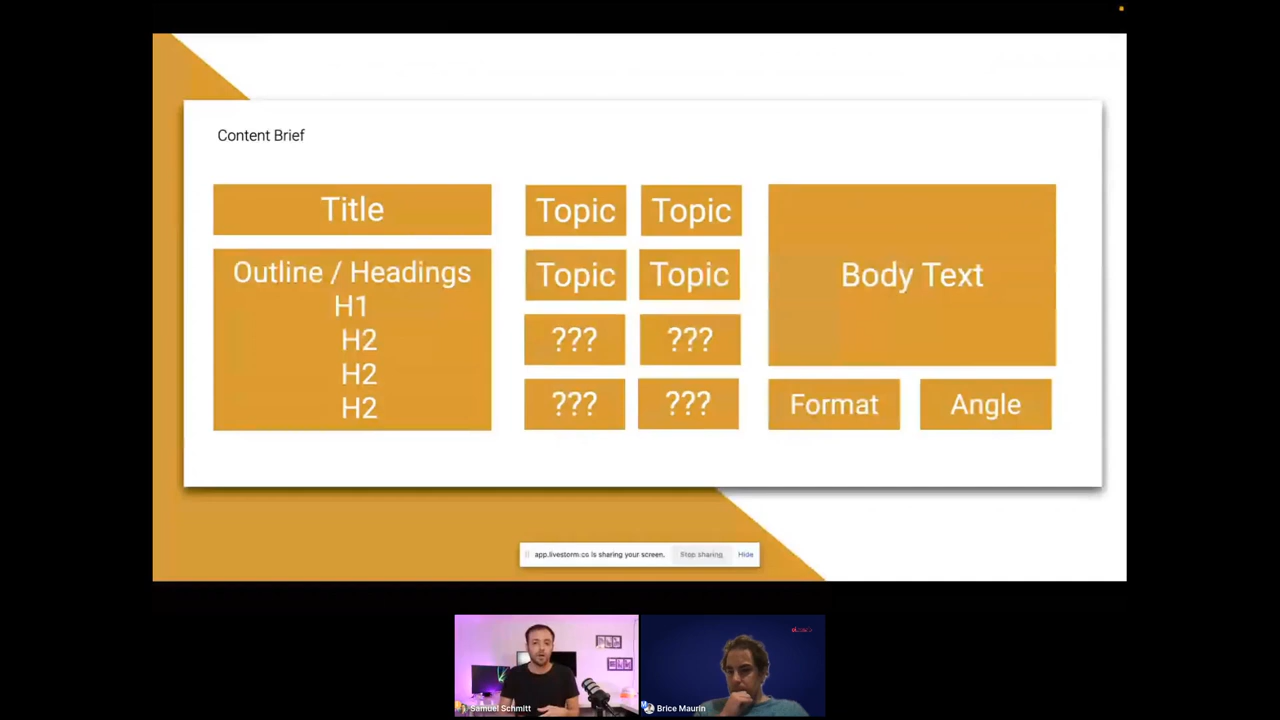 Content Brief
Title
Outline / Headings
H1
H2
H2
H2
Topic Topic
Topic Topic
??? ???
??? ???
Body Text
Format Angle
app.livestorm.co is sharing your screen. Stop sharing Hide
Samuel Schmitt
Brice Maurin